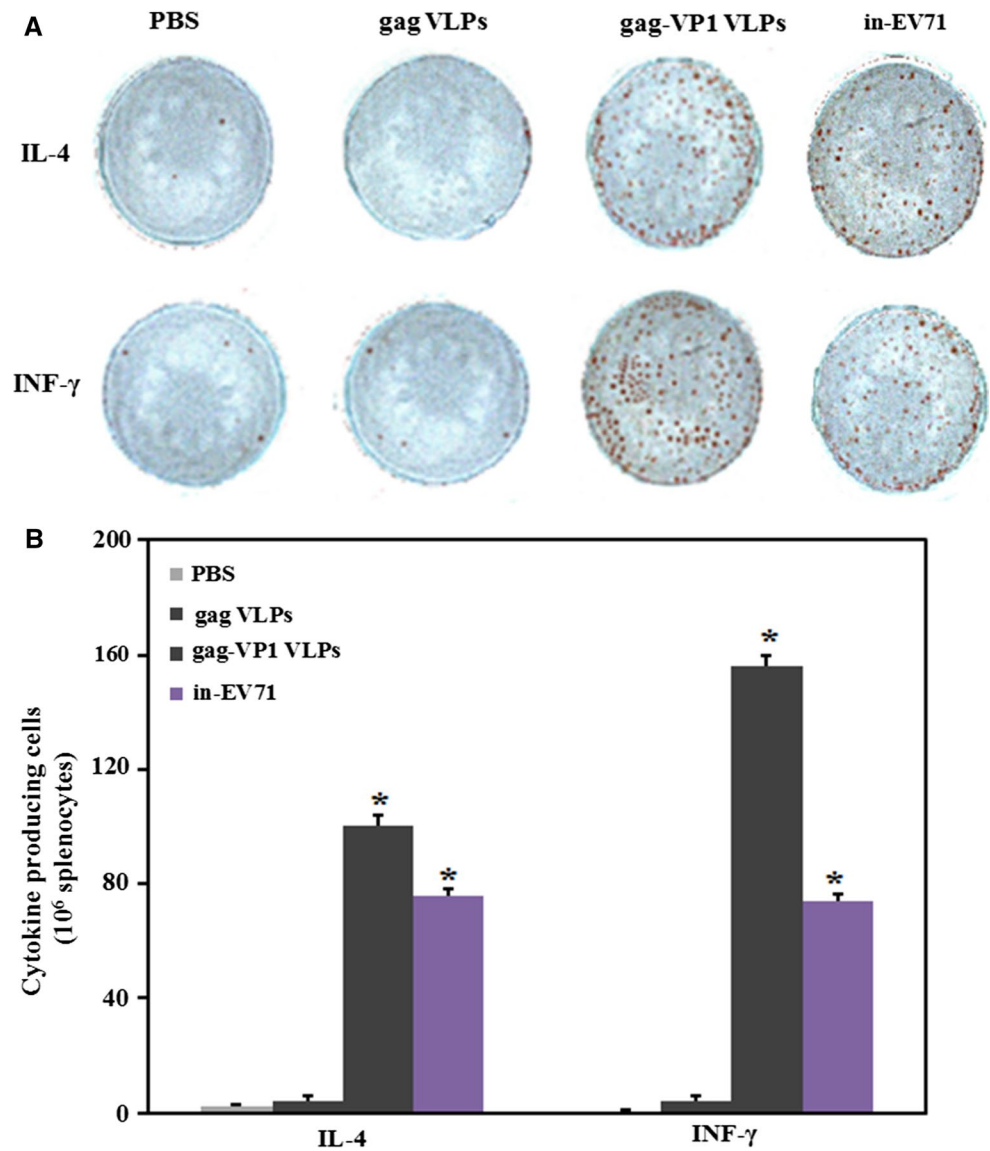 A
PBS
gag VLPs
gag-VP1 VLPs
in-EV71
IL-4
INF-γ
B
200
160
120
80
40
0
Cytokine producing cells
(10⁶ splenocytes)
PBS
gag VLPs
gag-VP1 VLPs
in-EV71
*
*
*
*
IL-4
INF-γ